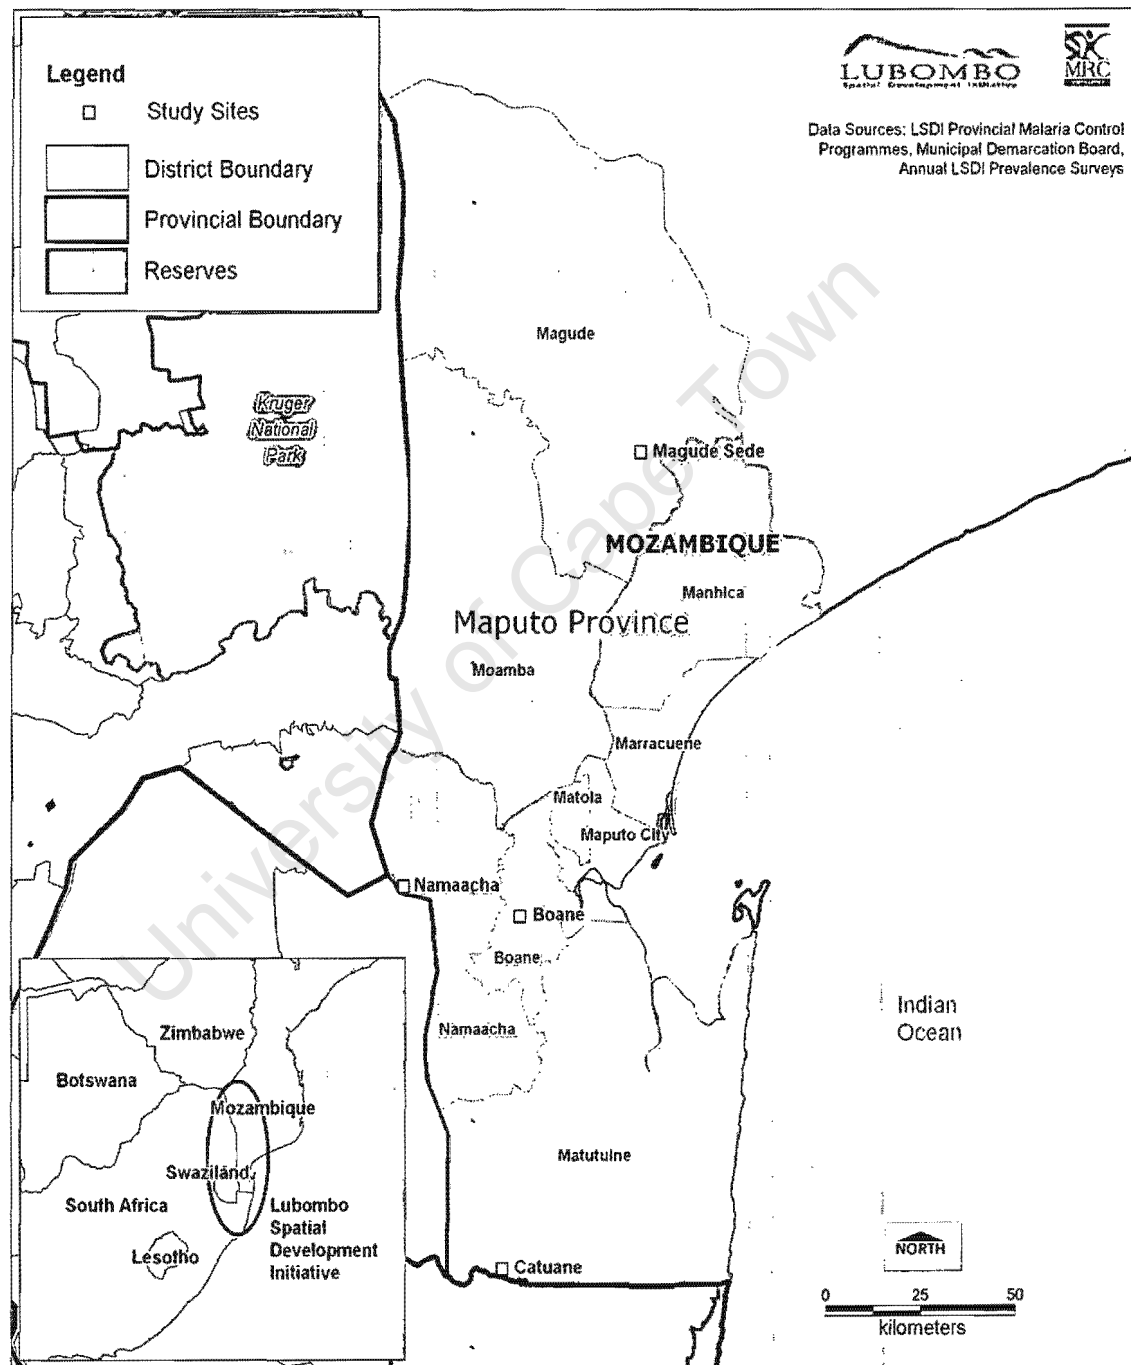 Legend
Study Sites
District Boundary
Provincial Boundary
Reserves
LUBOMBO
Spatial Development Initiative
MRC
Data Sources: LSDI Provincial Malaria Control
Programmes, Municipal Demarcation Board,
Annual LSDI Prevalence Surveys
Magude
Kruger
National
Park
Magude Sede
MOZAMBIQUE
Manhica
Maputo Province
Moamba
Marracuene
Matola
Maputo City
Namaacha
Boane
Boane
Namaacha
Indian
Ocean
Matutuine
Catuane
Zimbabwe
Botswana
Mozambique
Swaziland
South Africa
Lesotho
Lubombo
Spatial
Development
Initiative
NORTH
0 25 50
kilometers
University of Cape Town